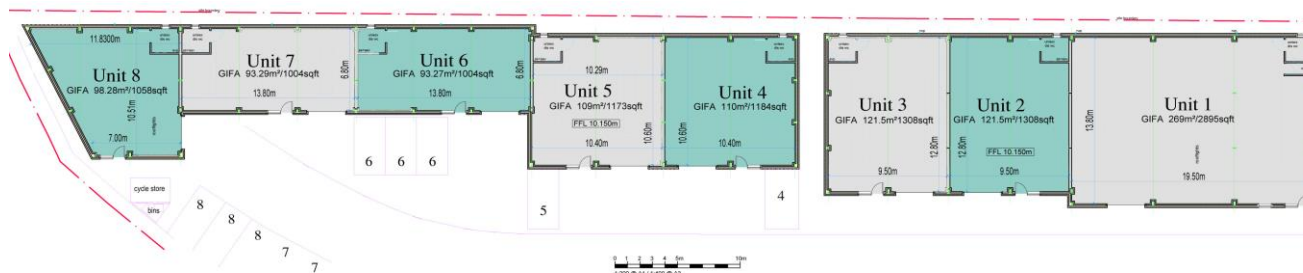 Unit 8
GIFA 98.28m²/1058sqft
11.8300m
10.51m
7.00m
rooflights
Unit 7
GIFA 93.29m²/1004sqft
6.80m
13.80m
Unit 6
GIFA 93.27m²/1004sqft
6.80m
13.80m
10.29m
Unit 5
GIFA 109m²/1173sqft
FFL 10.150m
10.60m
10.40m
Unit 4
GIFA 110m²/1184sqft
10.60m
10.40m
Unit 3
GIFA 121.5m²1308sqft
12.80m
9.50m
Unit 2
GIFA 121.5m²/1308sqft
12.80m
FFL 10.150m
9.50m
Unit 1
GIFA 269m²/2895sqft
13.80m
rooflights
19.50m
6 6 6
5
4
cycle store
bins
8
8
8
7
7
0 1 2 3 4 5m 10m